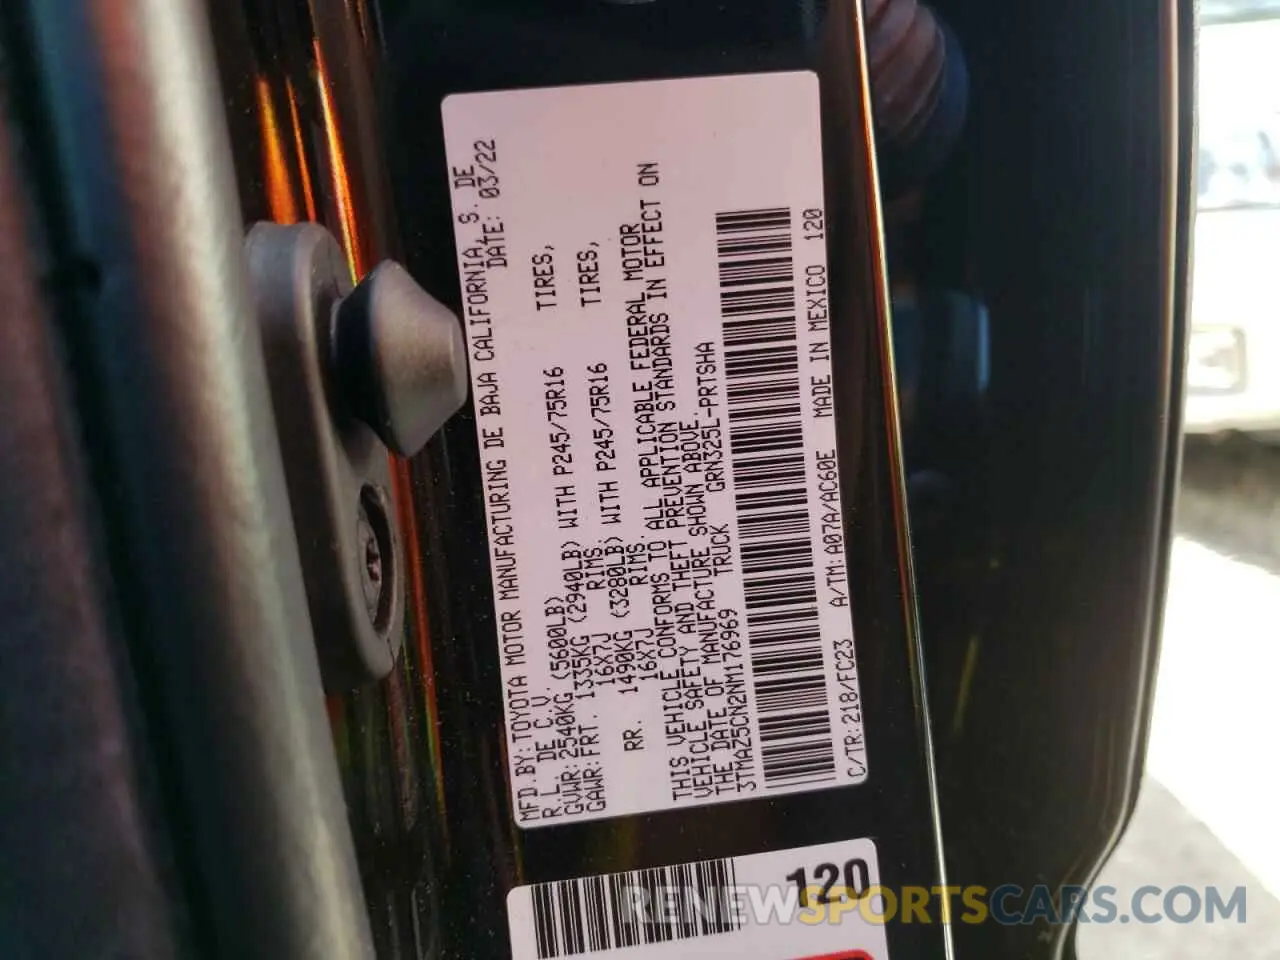 MFD.BY:TOYOTA MOTOR MANUFACTURING DE BAJA CALIFORNIA, S. DE
R.L. DE C.V. DATE: 03/22
GVWR:2540KG (5600LB)
GAWR:FRT. 1335KG (2940LB) WITH P245/75R16 TIRES,
16X7J RIMS.
RR. 1490KG (3280LB) WITH P245/75R16 TIRES,
16X7J RIMS.
THIS VEHICLE CONFORMS TO ALL APPLICABLE FEDERAL MOTOR
VEHICLE SAFETY AND THEFT PREVENTION STANDARDS IN EFFECT ON
THE DATE OF MANUFACTURE SHOWN ABOVE.
3TMAZ5CN2NM176969 TRUCK GRN325L-PRTSHA
C/TR:218/FC23 A/TM:A07A/AC60E MADE IN MEXICO 120
120
RENEWSPORTSCARS.COM